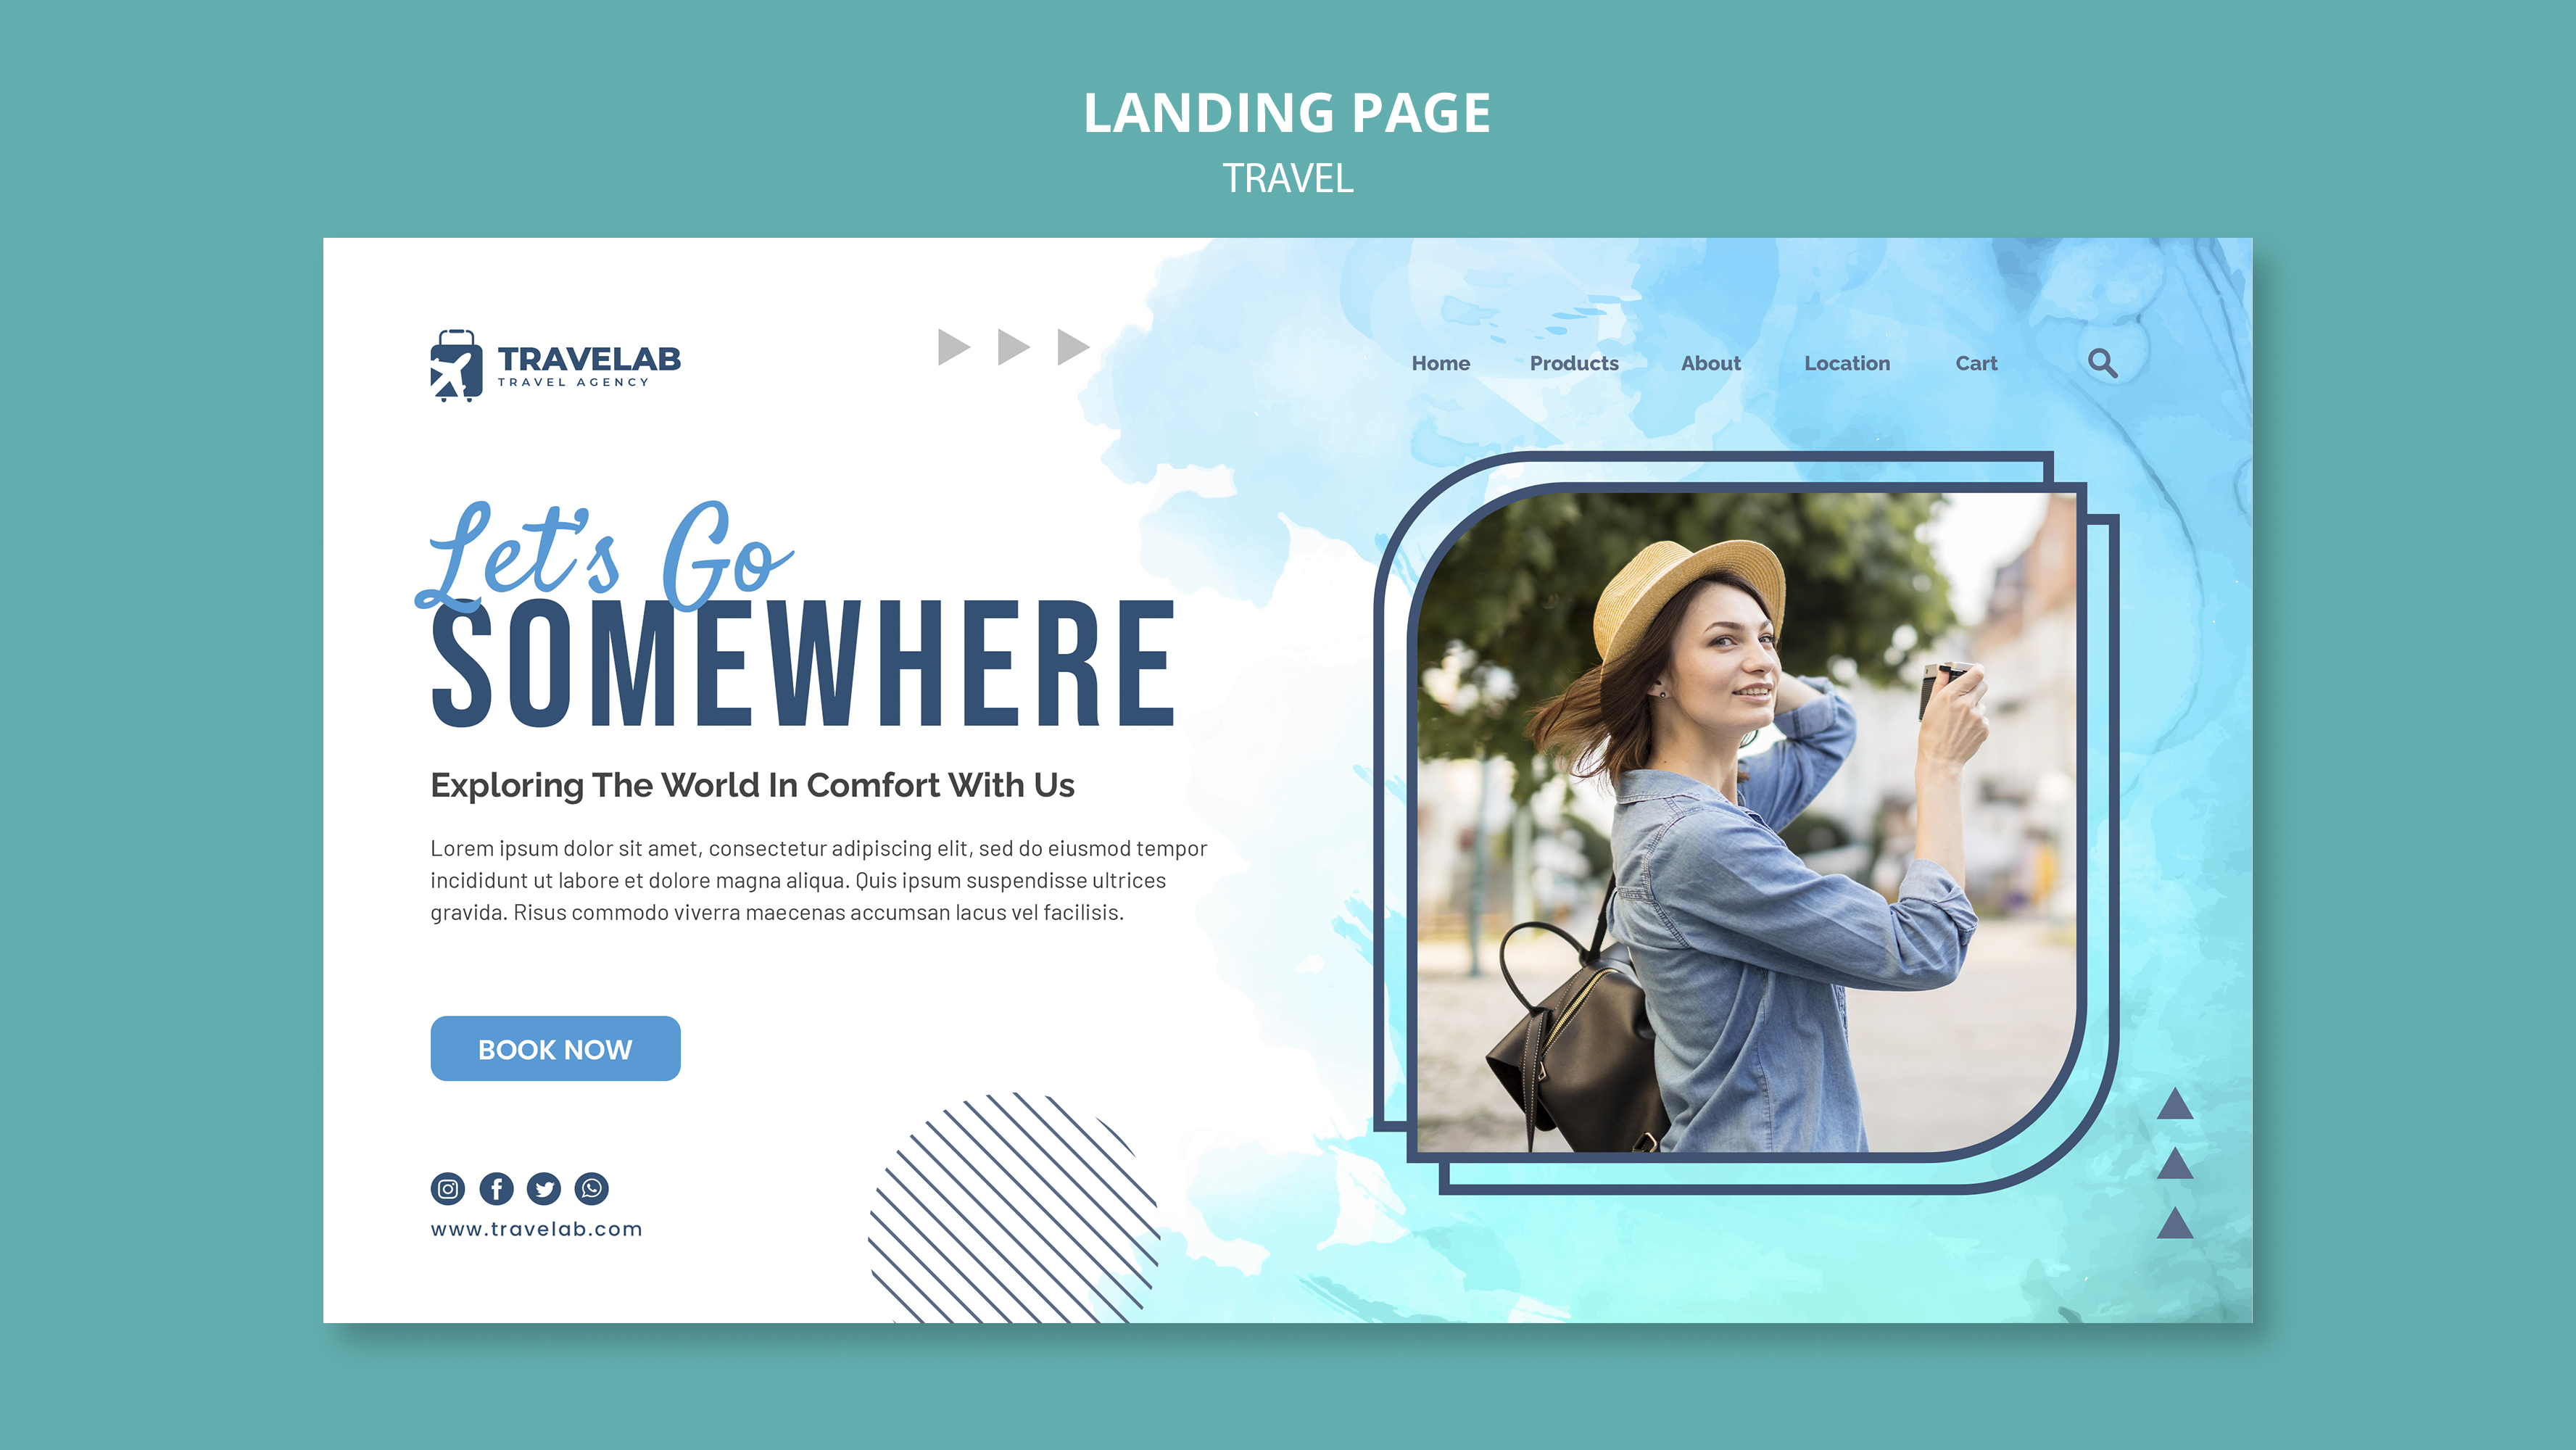 LANDING PAGE
TRAVEL
TRAVELAB
TRAVEL AGENCY
Home Products About Location Cart
Let's Go
SOMEWHERE
Exploring The World In Comfort With Us
Lorem ipsum dolor sit amet, consectetur adipiscing elit, sed do eiusmod tempor
incididunt ut labore et dolore magna aliqua. Quis ipsum suspendisse ultrices
gravida. Risus commodo viverra maecenas accumsan lacus vel facilisis.
BOOK NOW
www.travelab.com